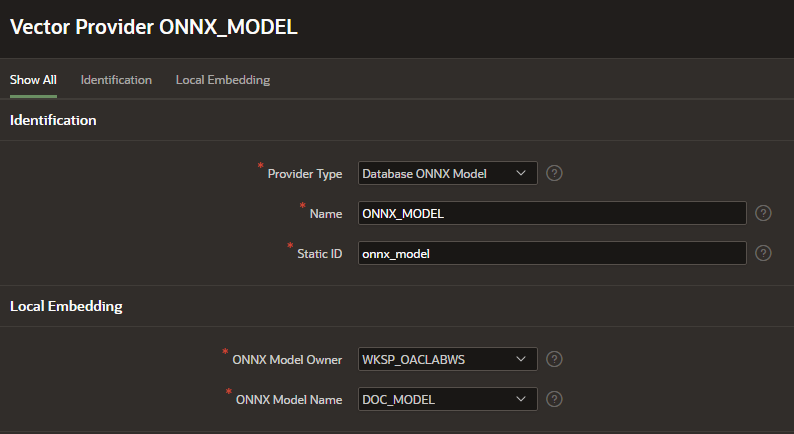 Vector Provider ONNX_MODEL
Show All Identification Local Embedding
Identification
* Provider Type Database ONNX Model ?
* Name ONNX_MODEL ?
* Static ID onnx_model ?
Local Embedding
* ONNX Model Owner WKSP_OACLABWS ?
* ONNX Model Name DOC_MODEL ?